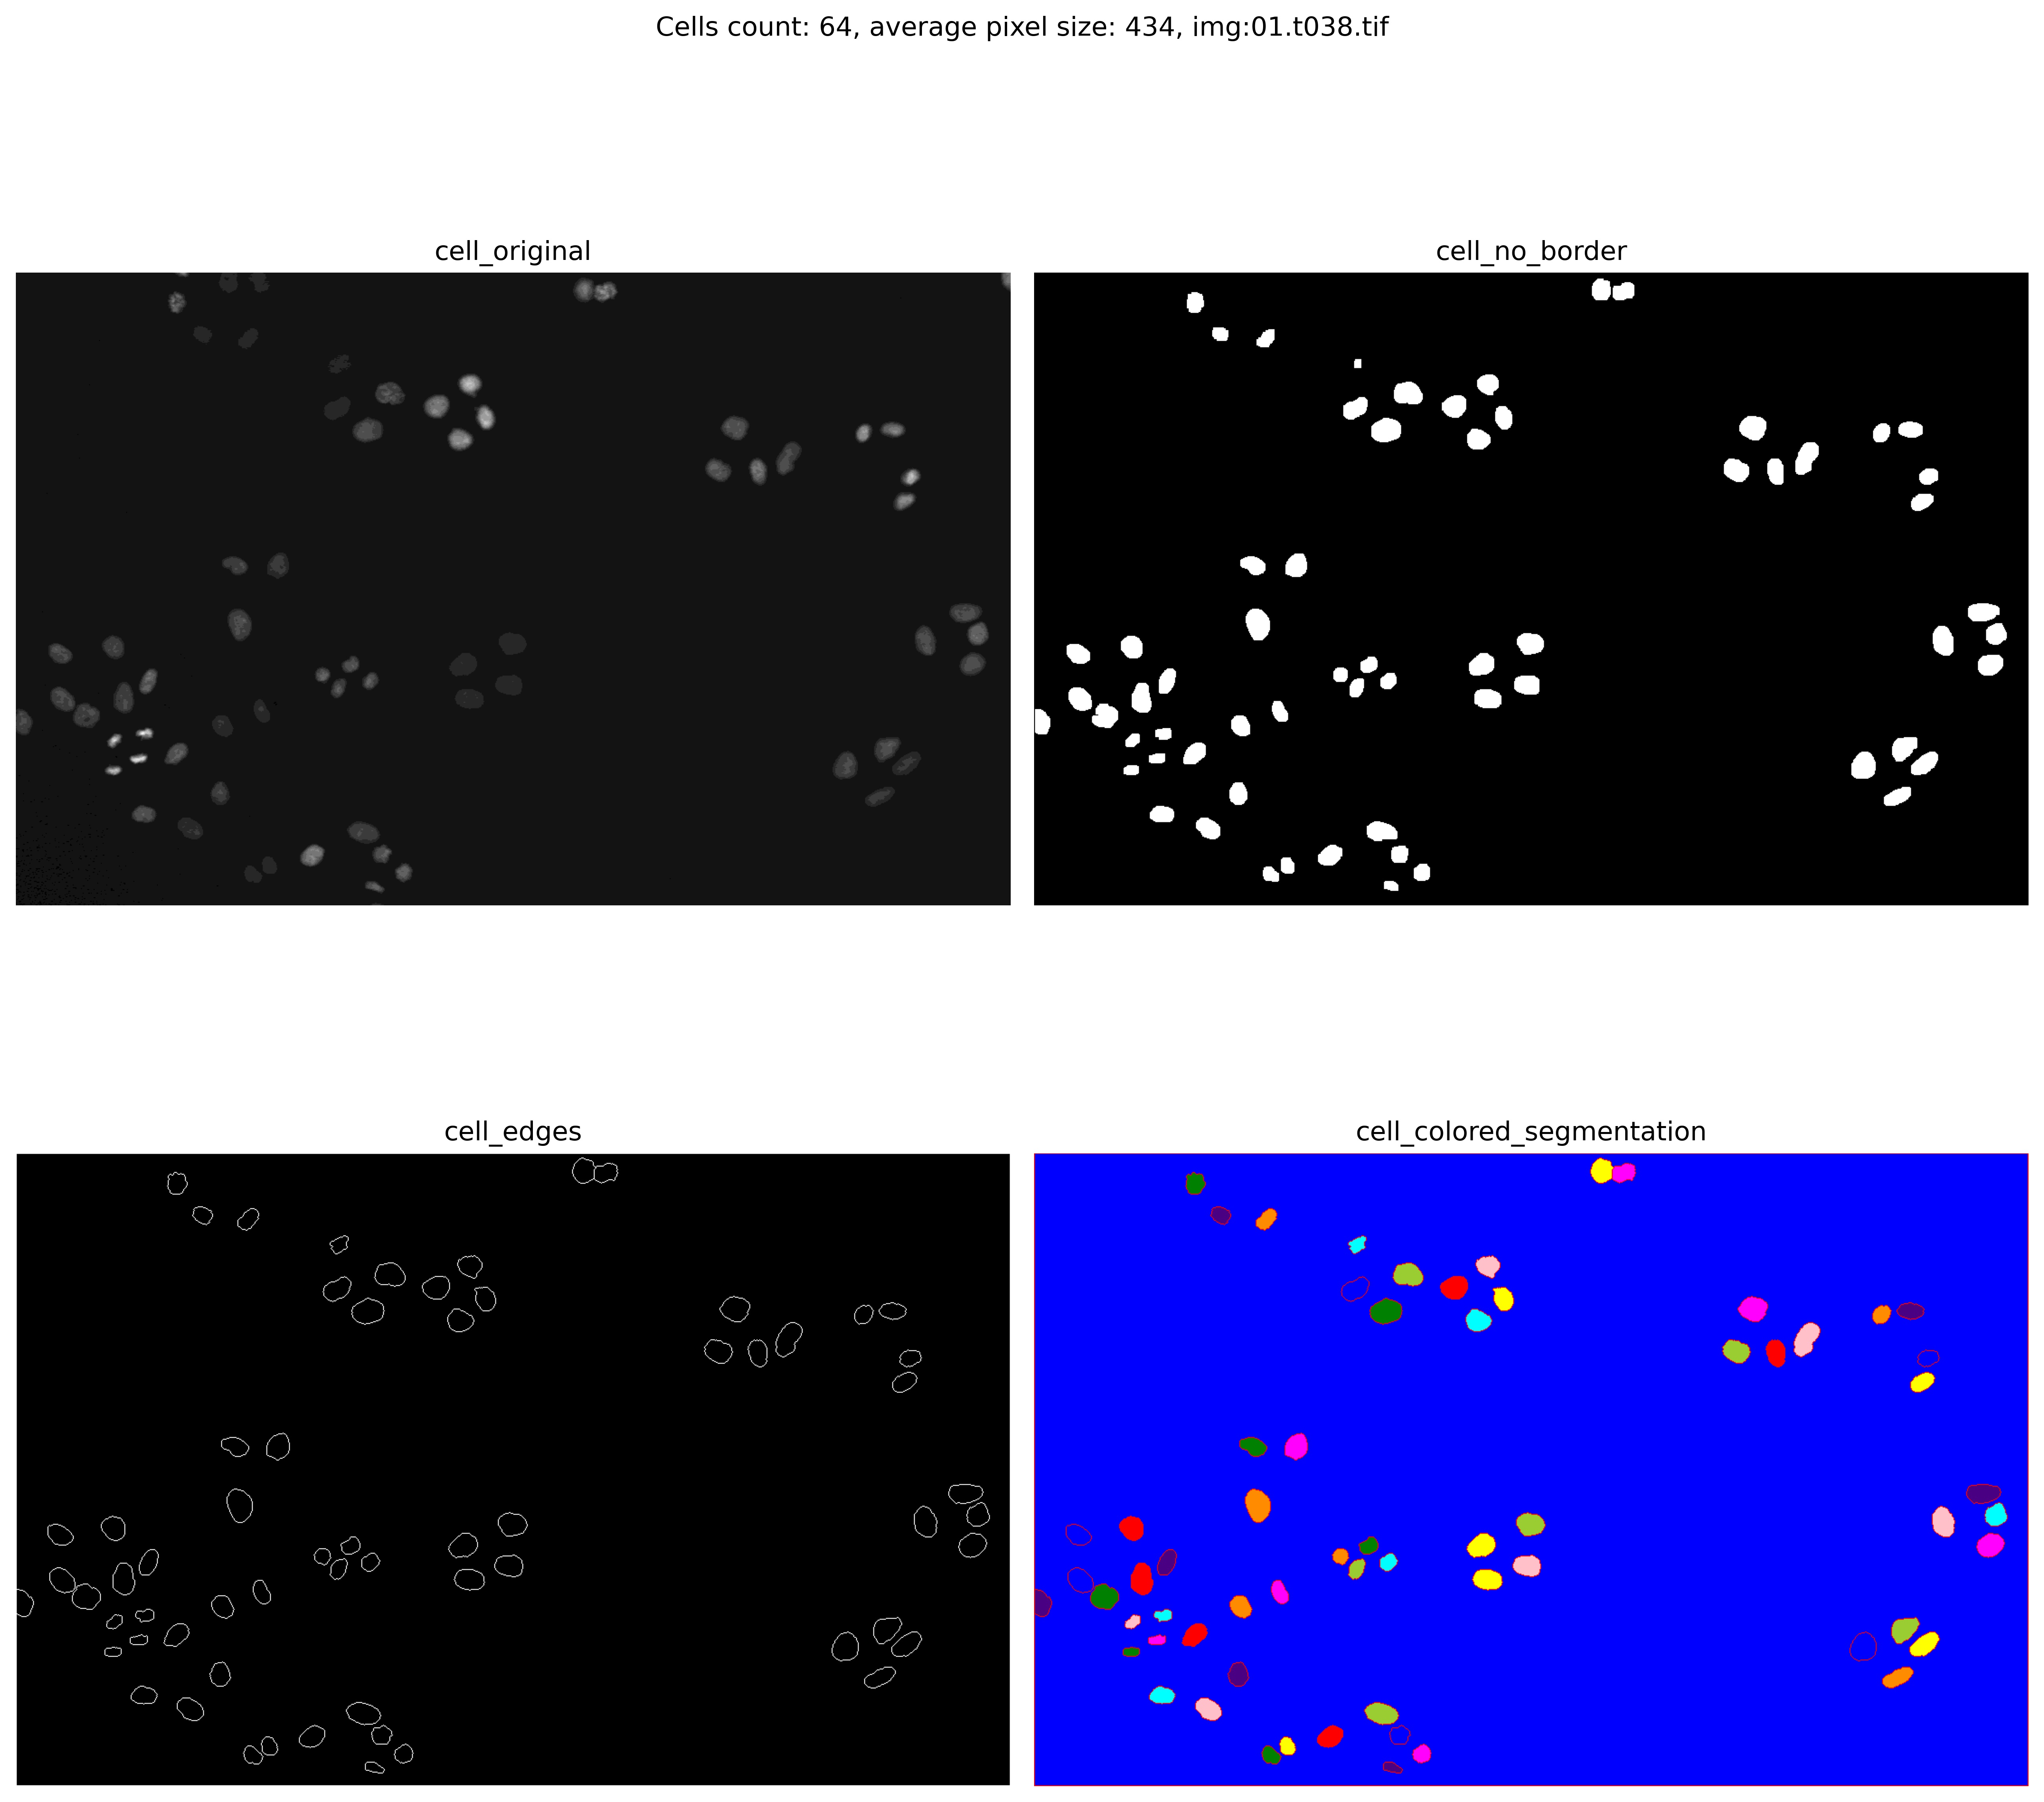 Cells count: 64, average pixel size: 434, img:01.t038.tif
cell_original
cell_no_border
cell_edges
cell_colored_segmentation